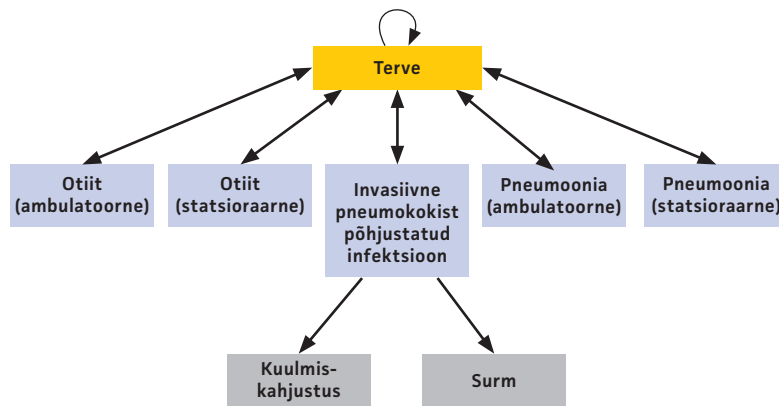 Terve
Otiit
(ambulatoorne)
Otiit
(statsioraarne)
Invasiivne
pneumokokist
põhjustatud
infektsioon
Pneumoonia
(ambulatoorne)
Pneumoonia
(statsioraarne)
Kuulmis-
kahjustus
Surm